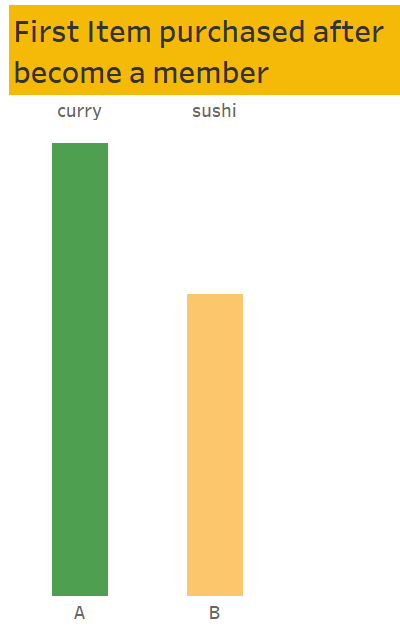 First Item purchased after
become a member
curry sushi
A B